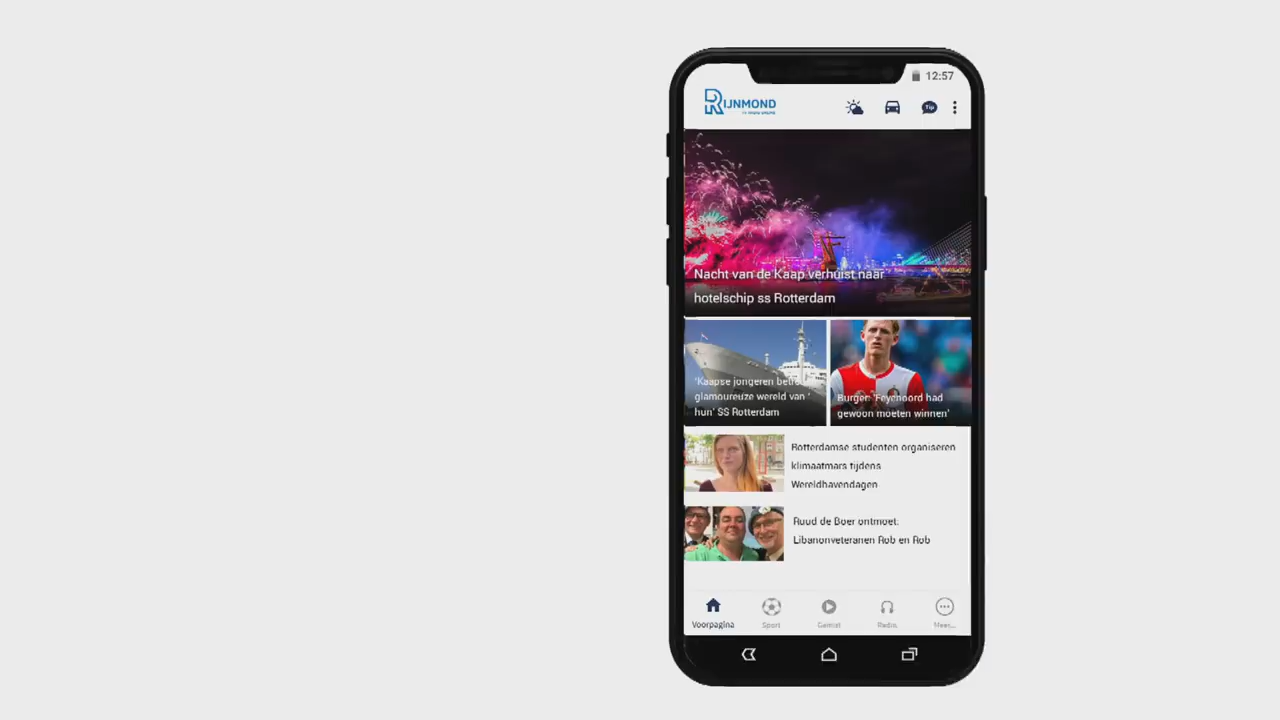 12:57
RIJNMOND
Tip
Nacht van de Kaap verhuist naar
hotelschip ss Rotterdam
'Kaapse jongeren
glamoureuze wereld van '
hun' SS Rotterdam
Burger: 'Feyenoord had
gewoon moeten winnen'
Rotterdamse studenten organiseren
klimaatmars tijdens
Wereldhavendagen
Ruud de Boer ontmoet:
Libanonveteranen Rob en Rob
Voorpagina
Sport
Gemist
Radio
Meer...